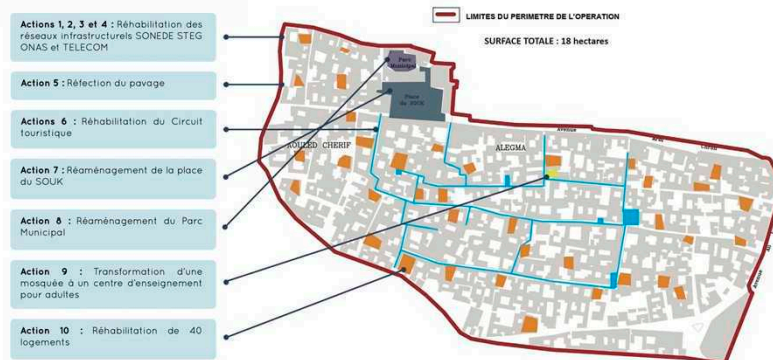 Actions 1, 2, 3 et 4 : Réhabilitation des
réseaux infrastructurels SONEDE STEG
ONAS et TELECOM
Action 5 : Réfection du pavage
Actions 6 : Réhabilitation du Circuit
touristique
Action 7 : Réaménagement de la place
du SOUK
Action 8 : Réaménagement du Parc
Municipal
Action 9 : Transformation d'une
mosquée à un centre d'enseignement
pour adultes
Action 10 : Réhabilitation de 40
logements
LIMITES DU PERIMETRE DE L'OPERATION
SURFACE TOTALE : 18 hectares
Parc
Municipal
Place
du SOUK
OULED CHERIF
ALEGMA
AVENUE
AVENUE